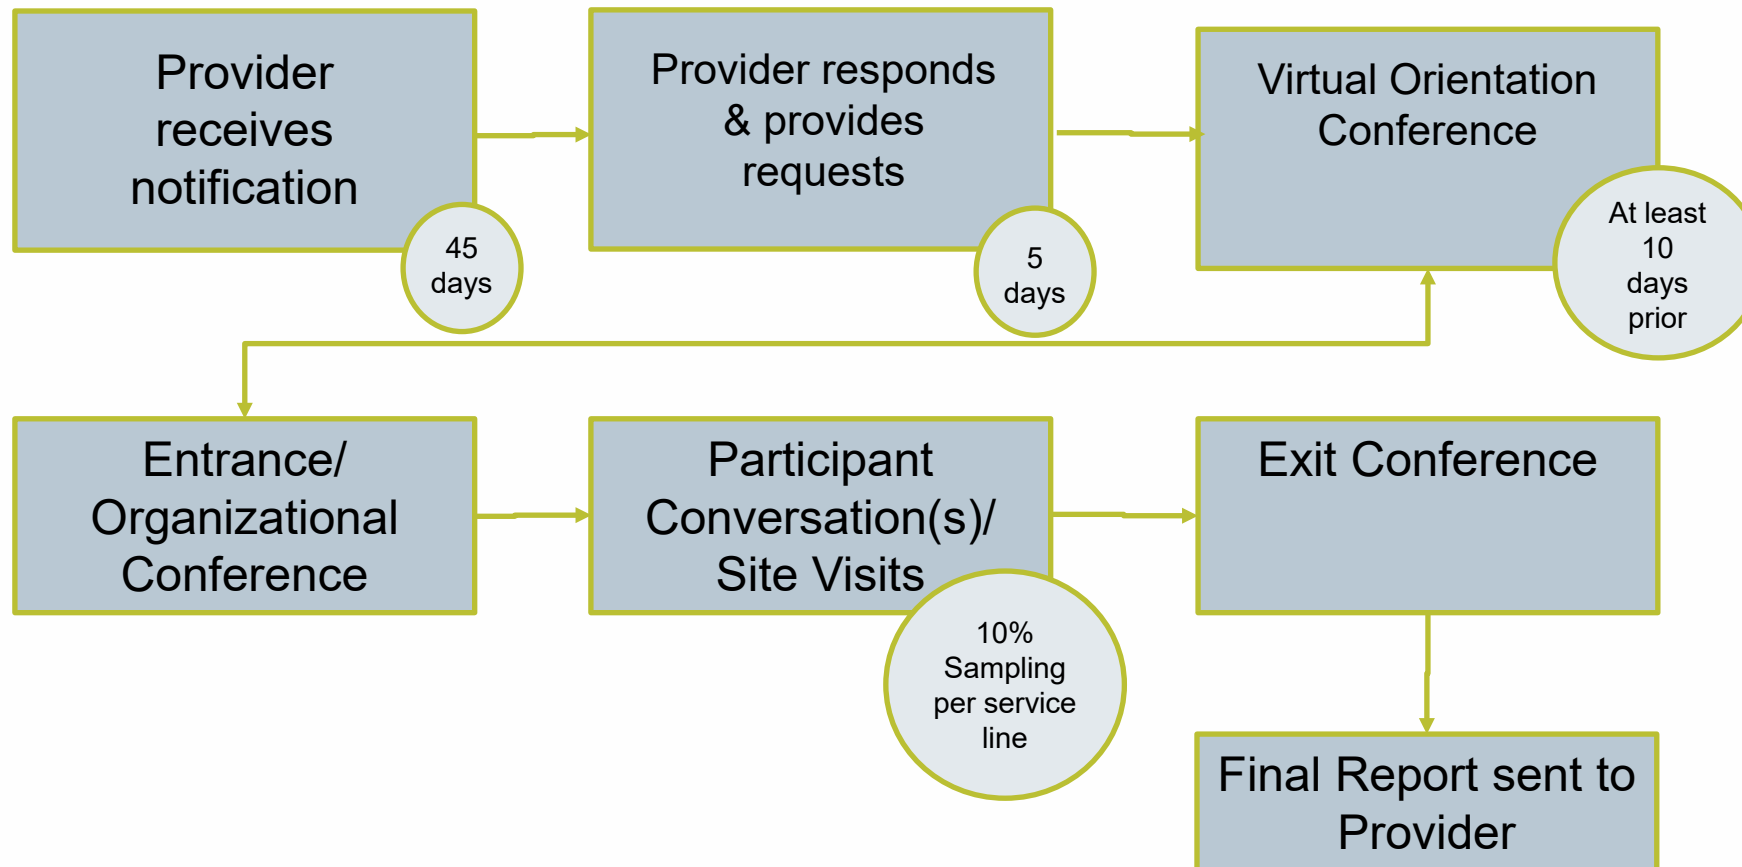 Provider
receives
notification
45
days
Provider responds
& provides
requests
5
days
Virtual Orientation
Conference
At least
10
days
prior
Entrance/
Organizational
Conference
Participant
Conversation(s)/
Site Visits
10%
Sampling
per service
line
Exit Conference
Final Report sent to
Provider